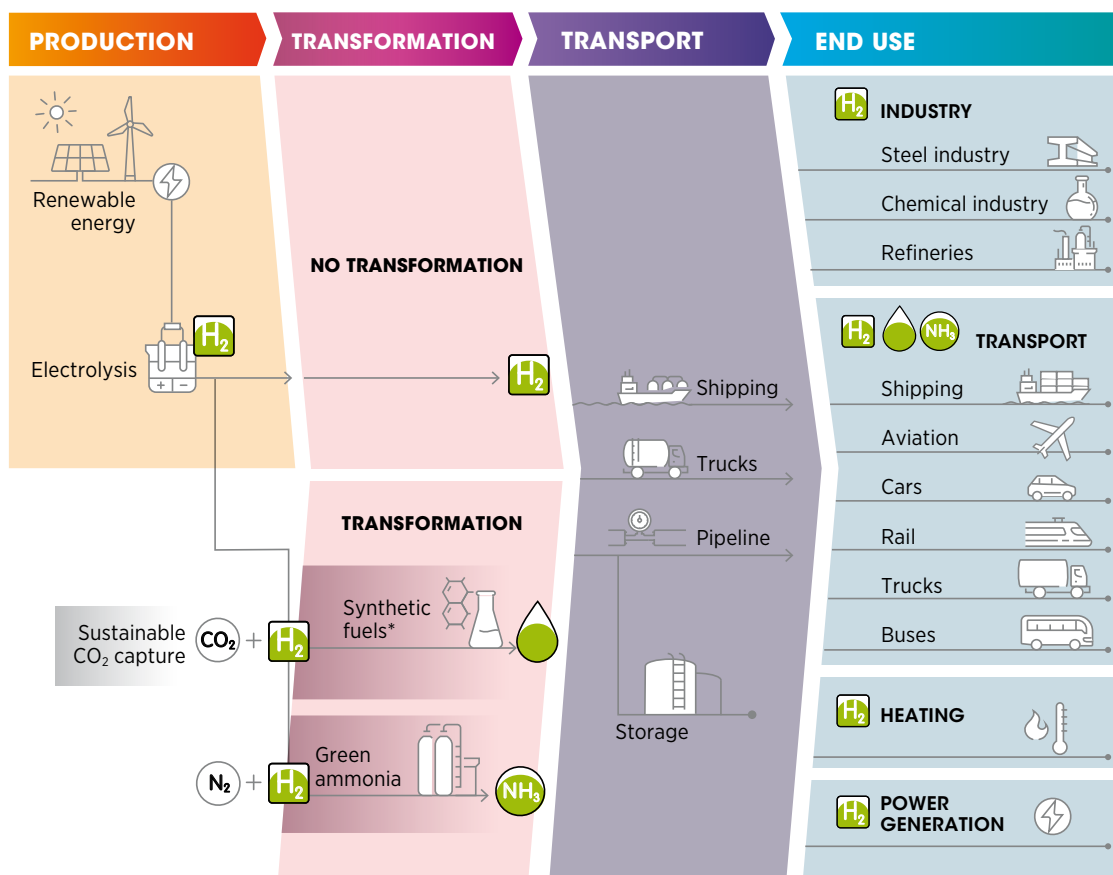 PRODUCTION
TRANSFORMATION
TRANSPORT
END USE
Renewable
energy
Electrolysis
H₂
NO TRANSFORMATION
H₂
TRANSFORMATION
Sustainable
CO₂ capture
CO₂ + H₂
Synthetic
fuels*
N₂ + H₂
Green
ammonia
NH₃
Shipping
Trucks
Pipeline
Storage
H₂ INDUSTRY
Steel industry
Chemical industry
Refineries
H₂ NH₃ TRANSPORT
Shipping
Aviation
Cars
Rail
Trucks
Buses
H₂ HEATING
H₂ POWER
GENERATION